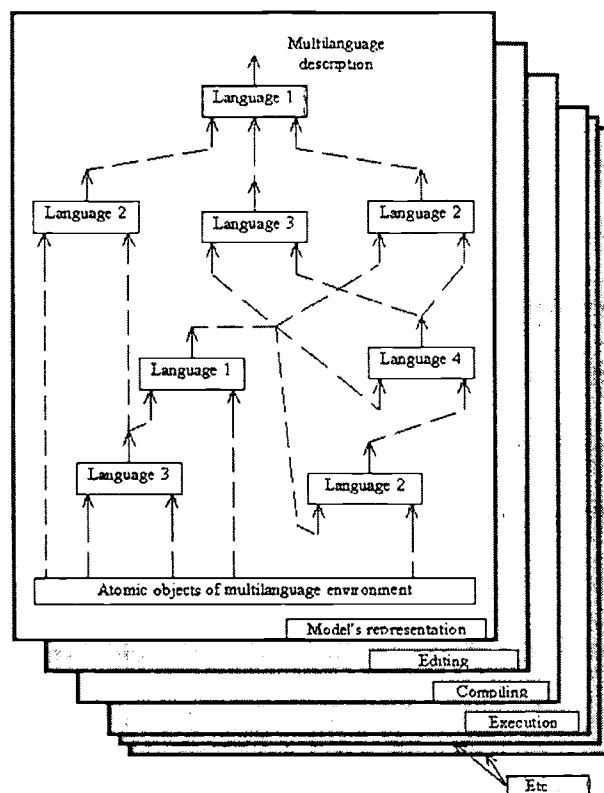 Multilanguage
description
Language 1
Language 2
Language 3
Language 2
Language 1
Language 4
Language 3
Language 2
Atomic objects of multilanguage environment
Model's representation
Editing
Compiling
Execution
Etc